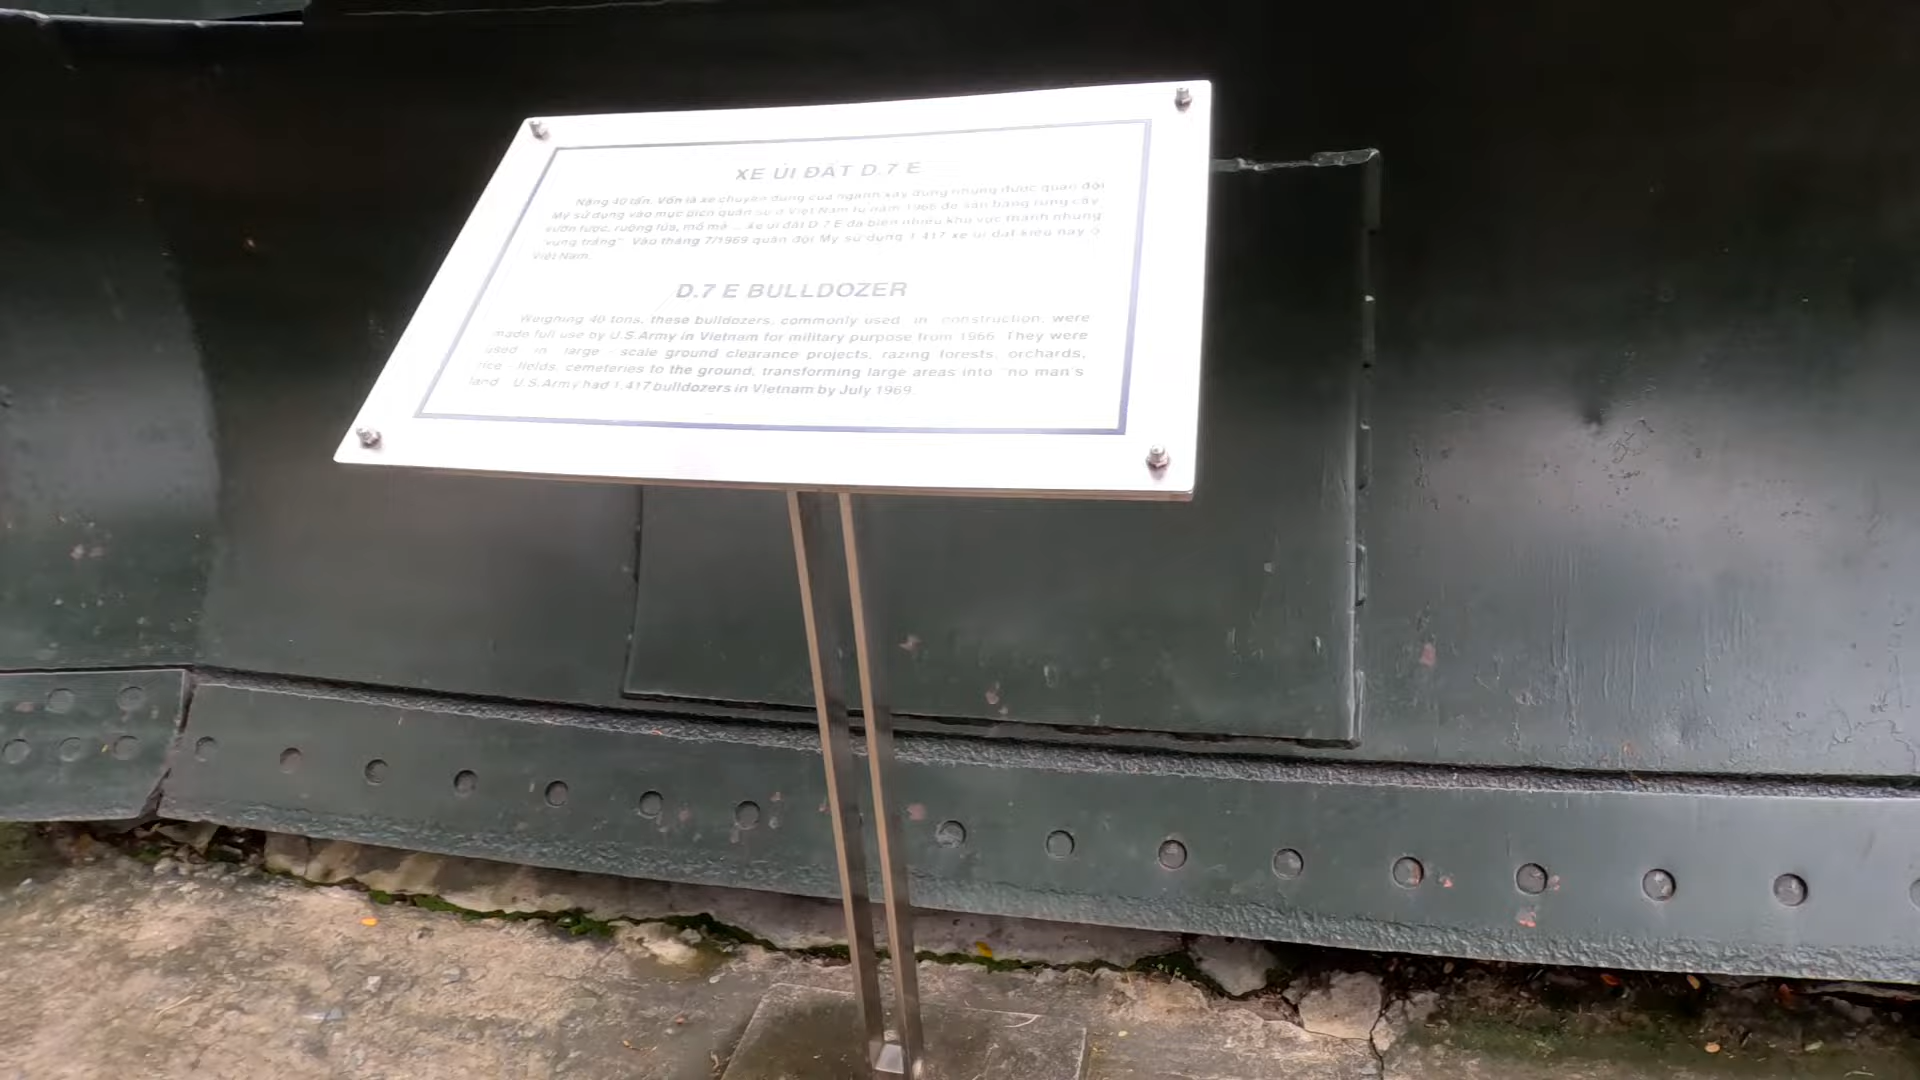 XE ỦI ĐẤT D.7 E
Nặng 40 tấn. Vốn là xe chuyên dùng của ngành xây dựng nhưng được quân đội
Mỹ sử dụng vào mục đích quân sự ở Việt Nam từ năm 1966 để san bằng rừng cây,
vườn tược, ruộng lúa, mồ mả ... Xe ủi đất D.7 E đã biến nhiều khu vực thành những
vùng trắng". Vào tháng 7/1969 quân đội Mỹ sử dụng 1.417 xe ủi đất kiểu này ở
Việt Nam.
D.7 E BULLDOZER
Weighing 40 tons, these bulldozers, commonly used in construction, were
made full use by U.S.Army in Vietnam for military purpose from 1966. They were
used in large - scale ground clearance projects, razing forests, orchards,
rice - fields, cemeteries to the ground, transforming large areas into "no man's
land". U.S.Army had 1,417 bulldozers in Vietnam by July 1969.